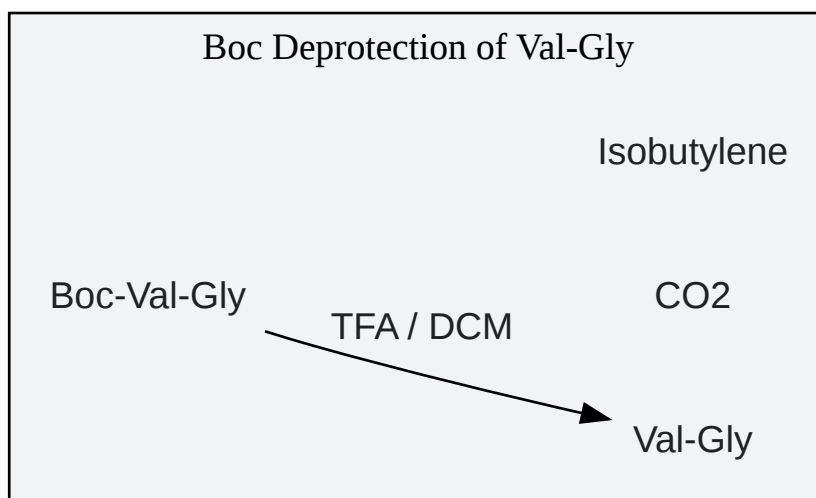 Boc Deprotection of Val-Gly
Isobutylene
Boc-Val-Gly
CO2
TFA / DCM
Val-Gly